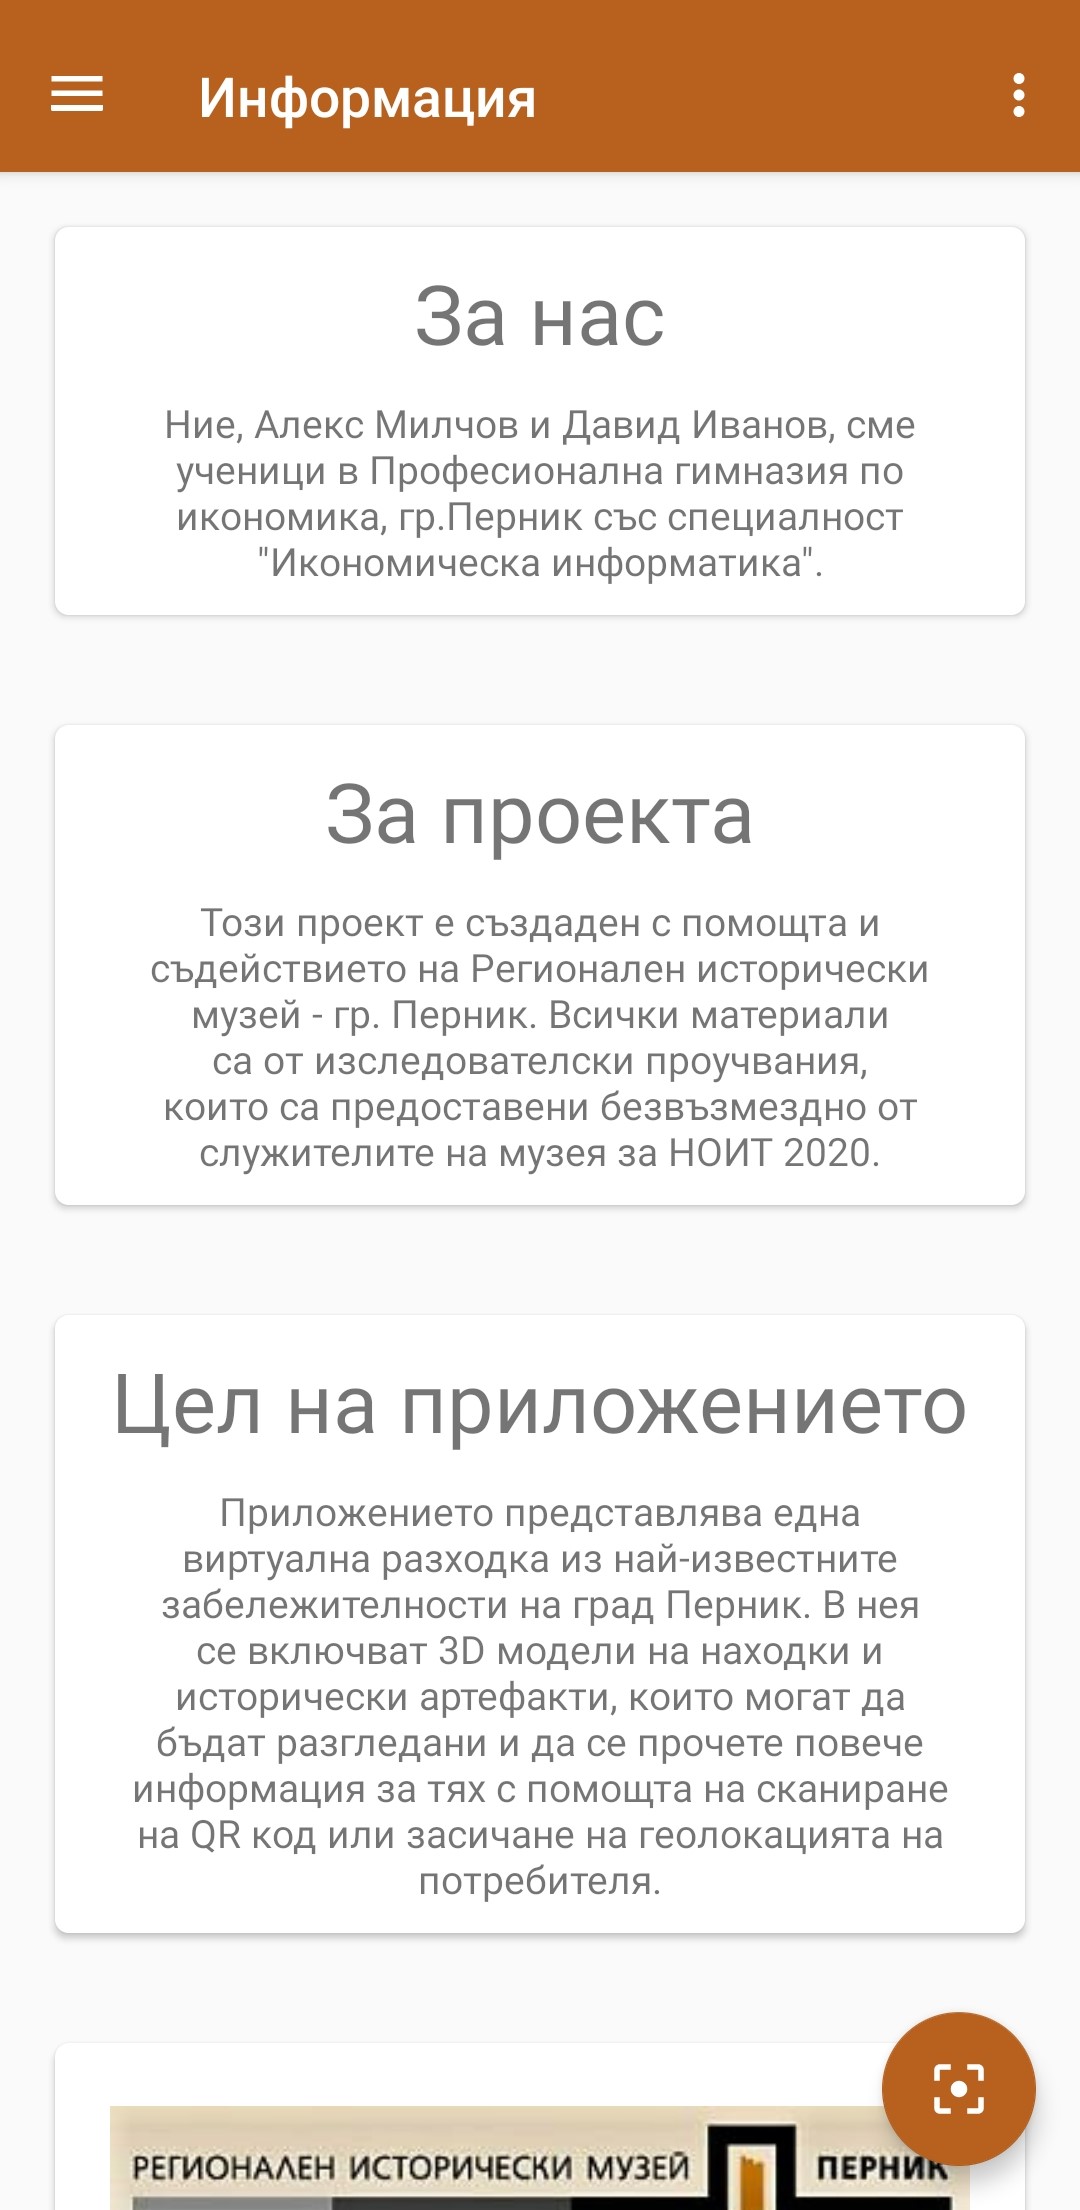 Информация
За нас
Ние, Алекс Милчов и Давид Иванов, сме
ученици в Професионална гимназия по
икономика, гр.Перник със специалност
"Икономическа информатика".
За проекта
Този проект е създаден с помощта и
съдействието на Регионален исторически
музей - гр. Перник. Всички материали
са от изследователски проучвания,
които са предоставени безвъзмездно от
служителите на музея за НОИТ 2020.
Цел на приложението
Приложението представлява една
виртуална разходка из най-известните
забележителности на град Перник. В нея
се включват 3D модели на находки и
исторически артефакти, които могат да
бъдат разгледани и да се прочете повече
информация за тях с помощта на сканиране
на QR код или засичане на геолокацията на
потребителя.
РЕГИОНАЛЕН ИСТОРИЧЕСКИ МУЗЕЙ ПЕРНИК